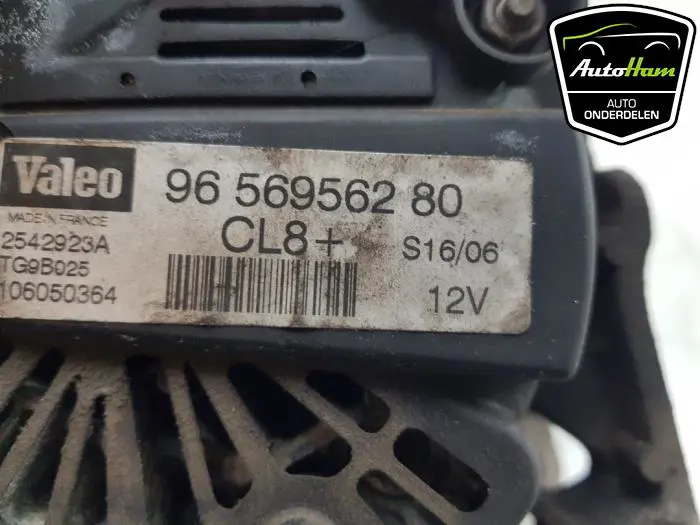 AutoHam
AUTO
ONDERDELEN
Valeo
MADE IN FRANCE
2542923A
TG9B025
106050364
96 569562 80
CL8+
S16/06
12V